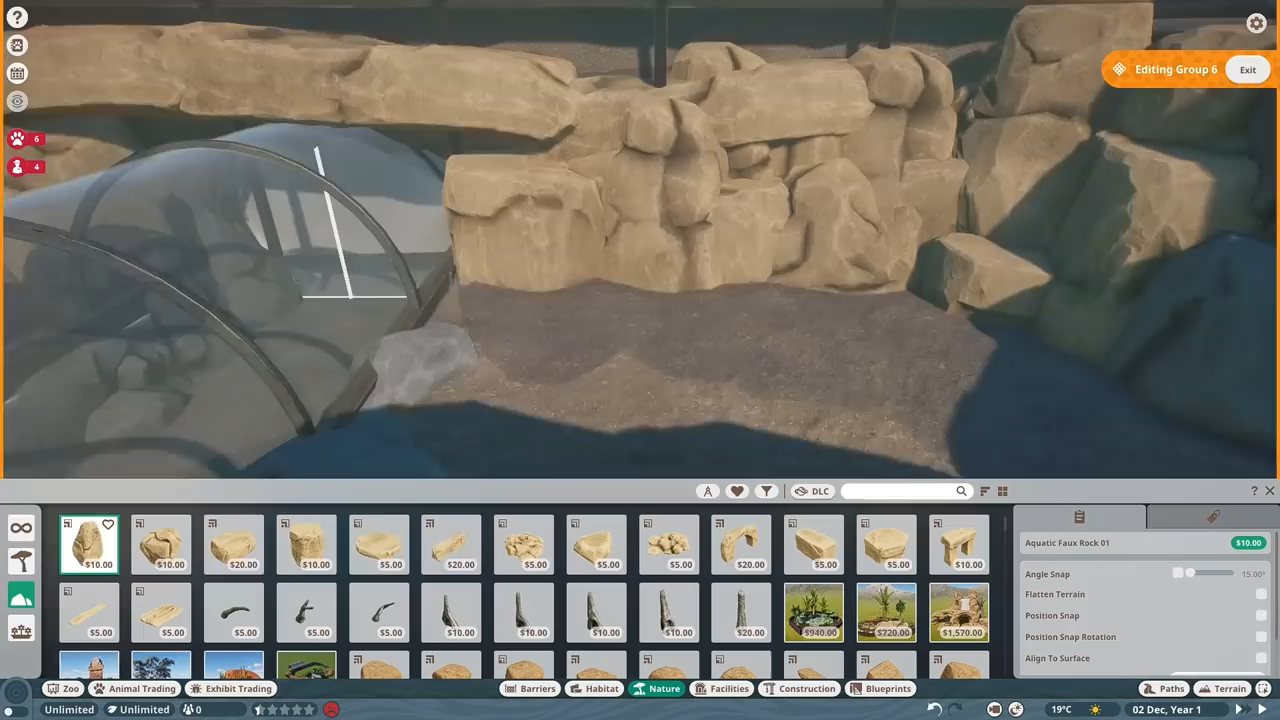 ?
Editing Group 6
Exit
6
4
DLC
?
$10.00
$10.00
$20.00
$10.00
$5.00
$20.00
$5.00
$5.00
$5.00
$20.00
$5.00
$5.00
$10.00
$5.00
$5.00
$5.00
$5.00
$5.00
$10.00
$10.00
$10.00
$10.00
$20.00
$940.00
$720.00
$1,570.00
Aquatic Faux Rock 01
$10.00
Angle Snap
15.00°
Flatten Terrain
Position Snap
Position Snap Rotation
Align To Surface
Zoo
Animal Trading
Exhibit Trading
Barriers
Habitat
Nature
Facilities
Construction
Blueprints
Paths
Terrain
Unlimited
Unlimited
0
19°C
02 Dec, Year 1